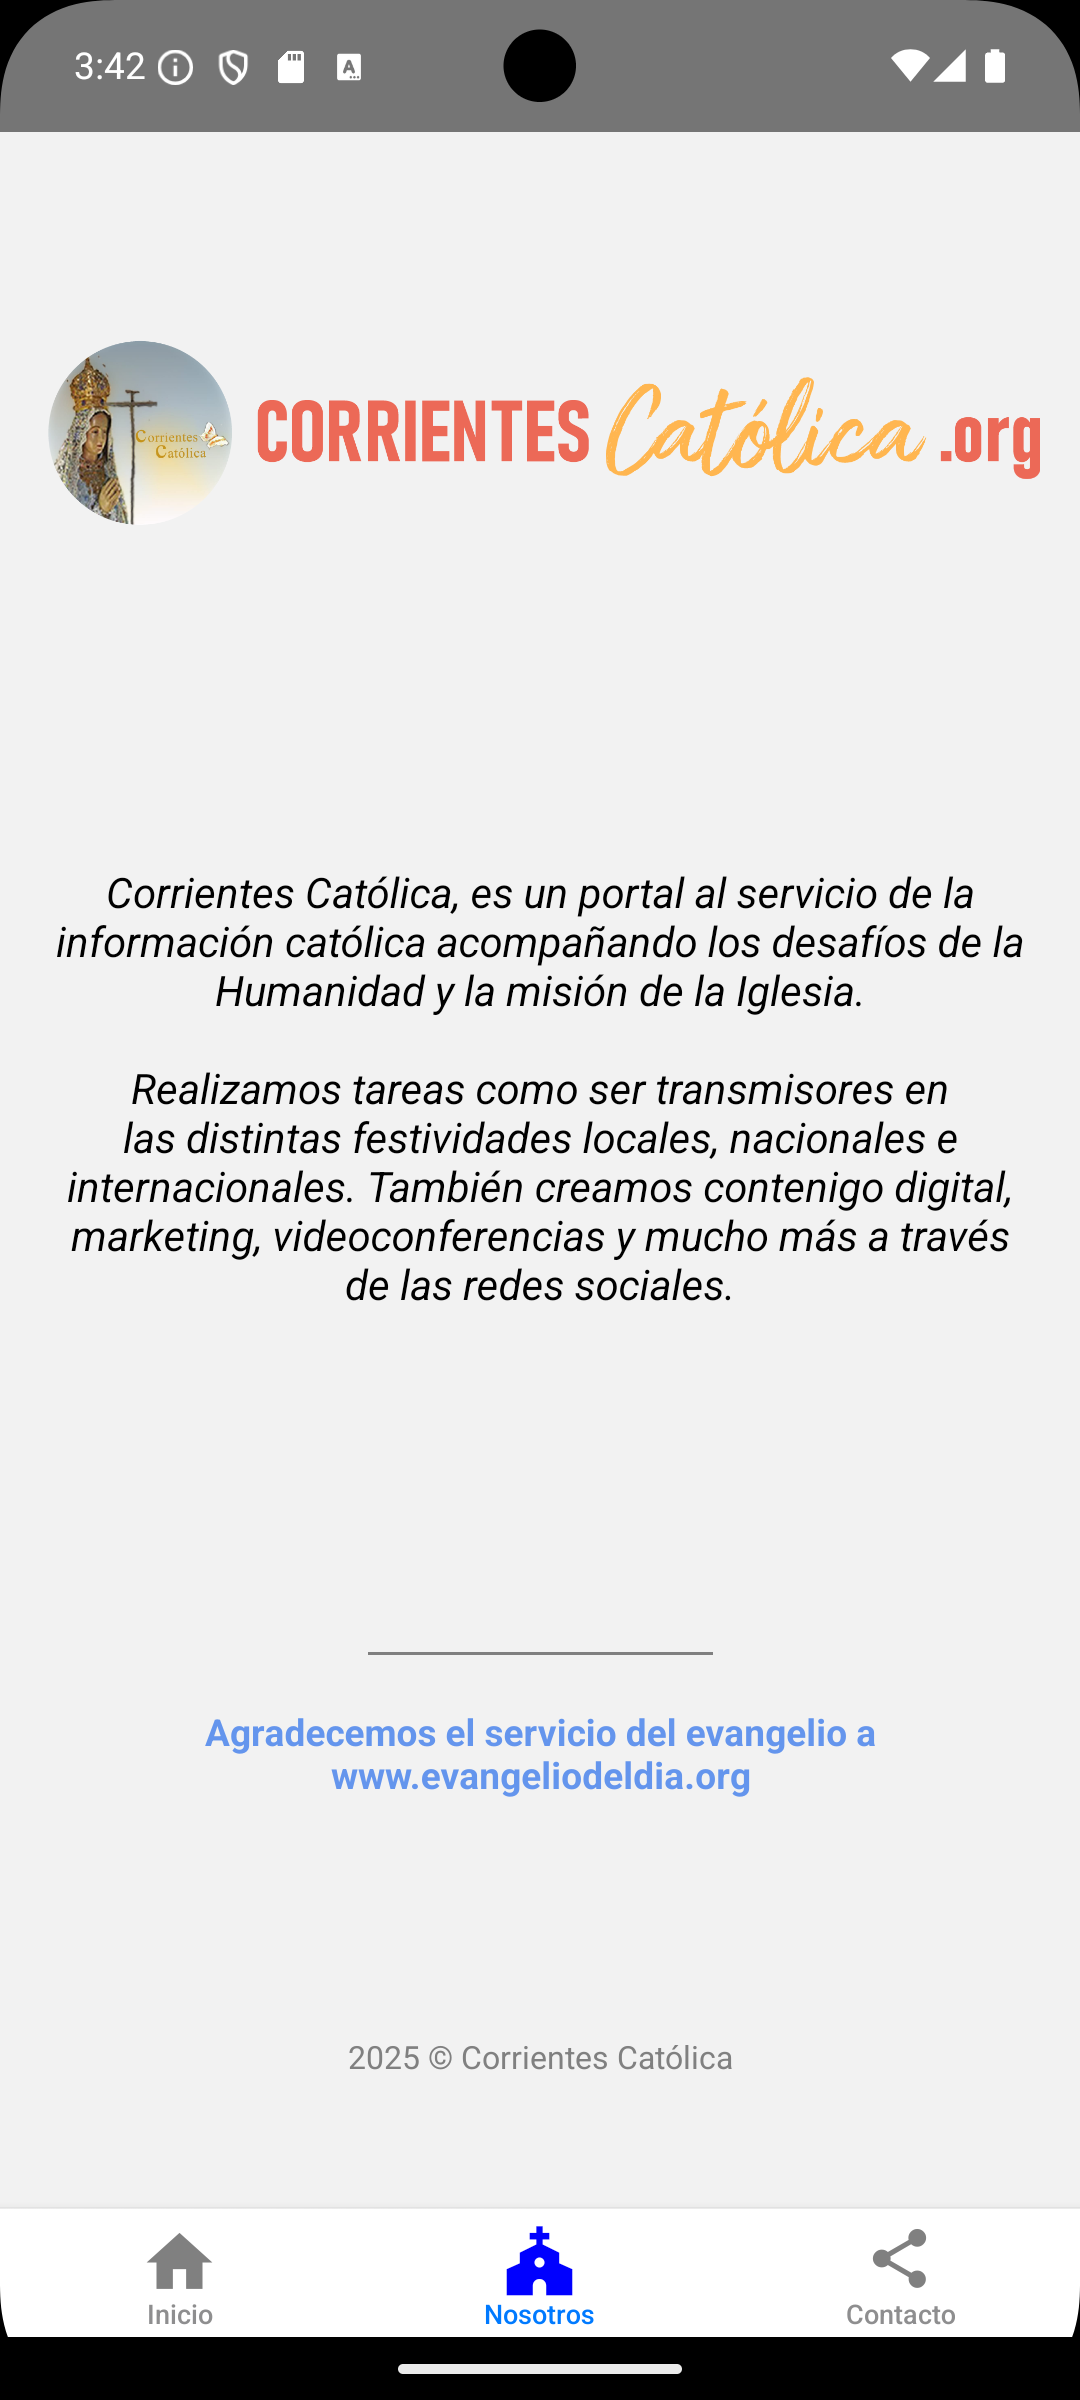 3:42
Corrientes
Católica
CORRIENTES Católica .org
Corrientes Católica, es un portal al servicio de la
información católica acompañando los desafíos de la
Humanidad y la misión de la Iglesia.
Realizamos tareas como ser transmisores en
las distintas festividades locales, nacionales e
internacionales. También creamos contenigo digital,
marketing, videoconferencias y mucho más a través
de las redes sociales.
Agradecemos el servicio del evangelio a
www.evangeliodeldia.org
2025 © Corrientes Católica
Inicio
Nosotros
Contacto